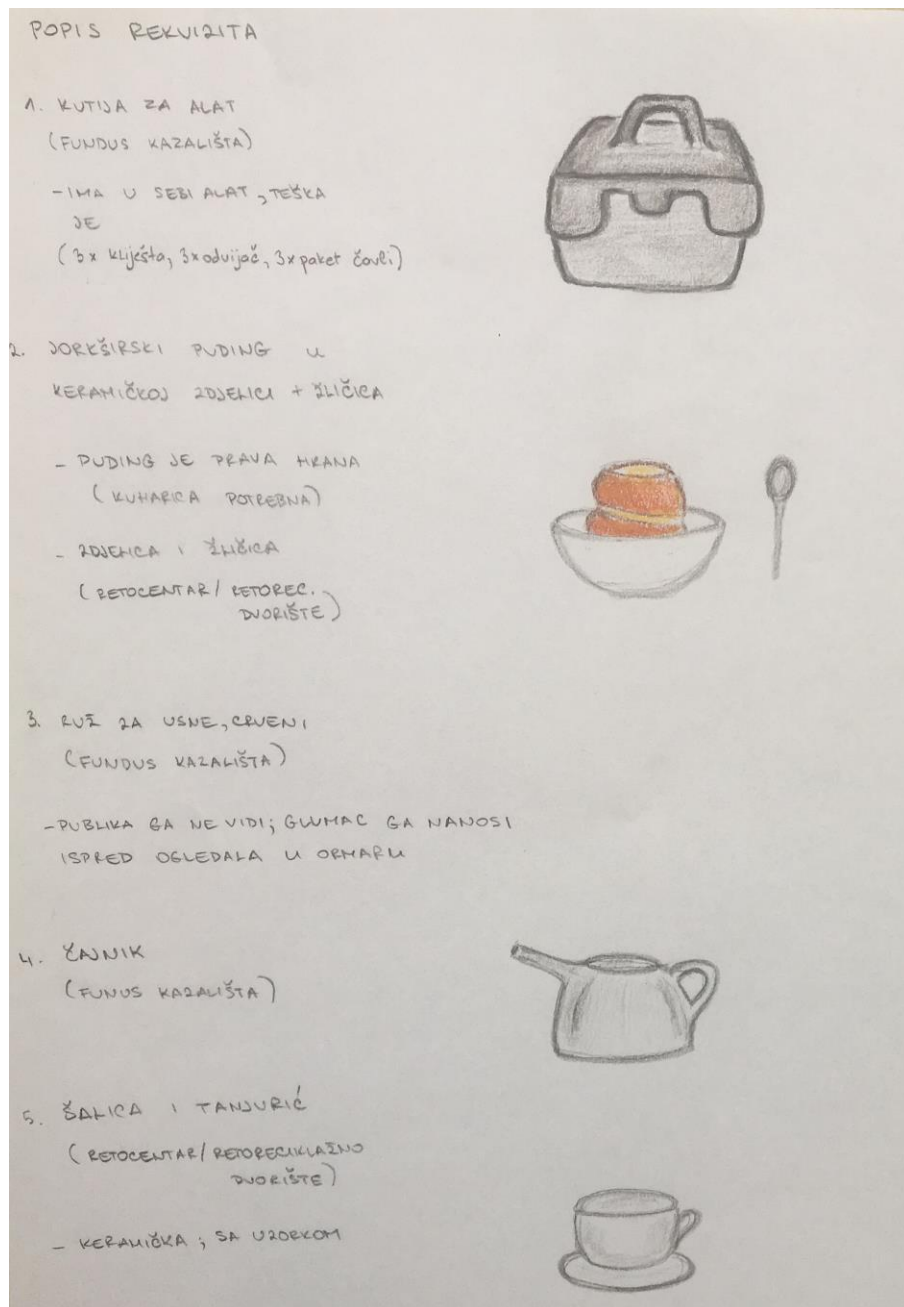 POPIS REKVIZITA
1. KUTIJA ZA ALAT
(FUNDUS KAZALIŠTA)
- IMA U SEBI ALAT, TEŠKA
JE
(3x kliješta, 3x odvijač, 3x paket čavli)
2. JORKŠIRSKI PUDING U
KERAMIČKOJ ZDJELICI + ŽLIČICA
- PUDING JE PRAVA HRANA
(KUHARICA POTREBNA)
- ZDJELICA I ŽLIČICA
(RETOCENTAR/ RETOREC.
DVORIŠTE)
3. RUŽ ZA USNE, CRVENI
(FUNDUS KAZALIŠTA)
- PUBLIKA GA NE VIDI; GLUMAC GA NANOSI
ISPRED OGLEDALA U ORMARU
4. ČAJNIK
(FUNUS KAZALIŠTA)
5. ŠALICA I TANJURIĆ
(RETOCENTAR/ RETORECIKLAŽNO
DVORIŠTE)
- KERAMIČKA; SA UZORKOM